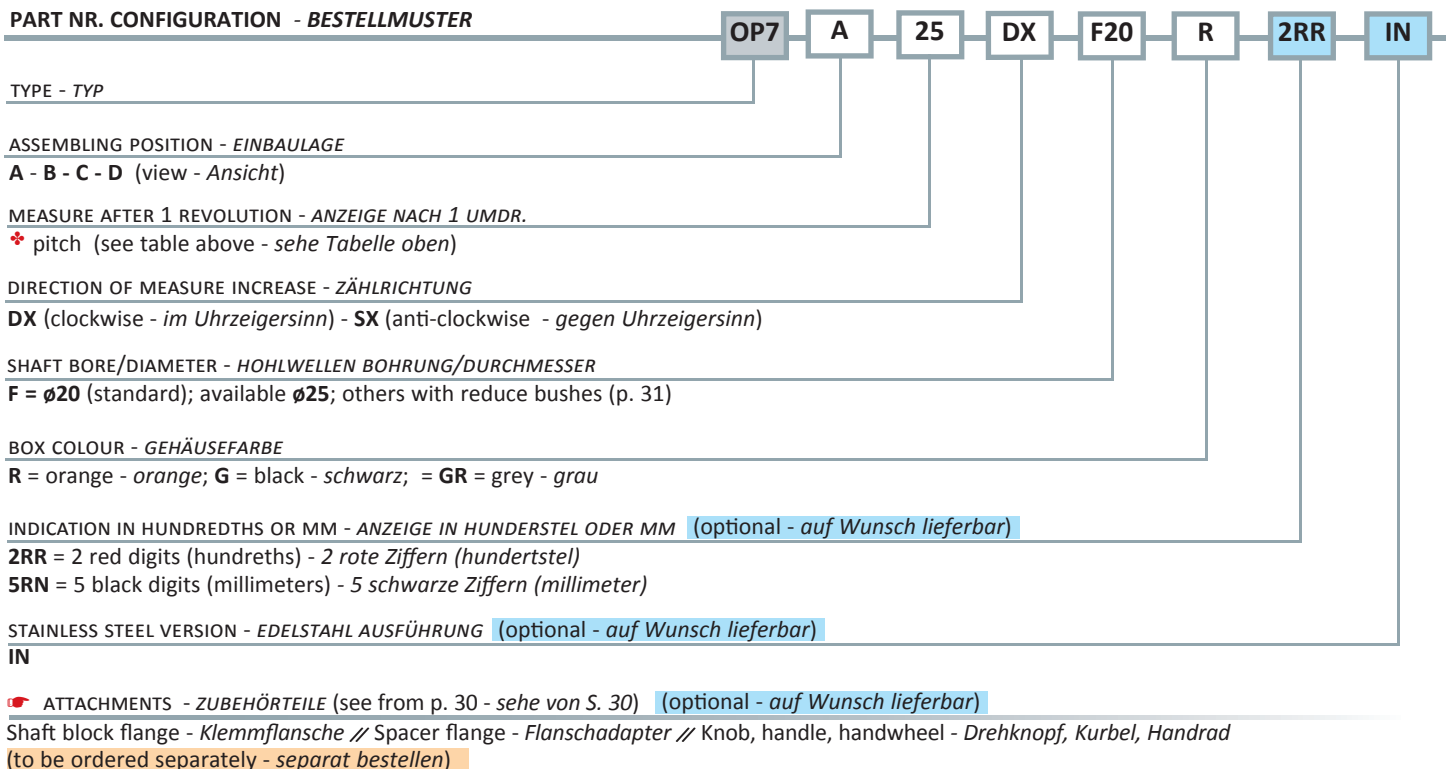 PART NR. CONFIGURATION - BESTELLMUSTER
OP7 A 25 DX F20 R 2RR IN
TYPE - TYP
ASSEMBLING POSITION - EINBAULAGE
A - B - C - D (view - Ansicht)
MEASURE AFTER 1 REVOLUTION - ANZEIGE NACH 1 UMDR.
✤ pitch (see table above - sehe Tabelle oben)
DIRECTION OF MEASURE INCREASE - ZÄHLRICHTUNG
DX (clockwise - im Uhrzeigersinn) - SX (anti-clockwise - gegen Uhrzeigersinn)
SHAFT BORE/DIAMETER - HOHLWELLEN BOHRUNG/DURCHMESSER
F = ø20 (standard); available ø25; others with reduce bushes (p. 31)
BOX COLOUR - GEHÄUSEFARBE
R = orange - orange; G = black - schwarz; = GR = grey - grau
INDICATION IN HUNDREDTHS OR MM - ANZEIGE IN HUNDERSTEL ODER MM (optional - auf Wunsch lieferbar)
2RR = 2 red digits (hundreths) - 2 rote Ziffern (hundertstel)
5RN = 5 black digits (millimeters) - 5 schwarze Ziffern (millimeter)
STAINLESS STEEL VERSION - EDELSTAHL AUSFÜHRUNG (optional - auf Wunsch lieferbar)
IN
☛ ATTACHMENTS - ZUBEHÖRTEILE (see from p. 30 - sehe von S. 30) (optional - auf Wunsch lieferbar)
Shaft block flange - Klemmflansche // Spacer flange - Flanschadapter // Knob, handle, handwheel - Drehknopf, Kurbel, Handrad
(to be ordered separately - separat bestellen)